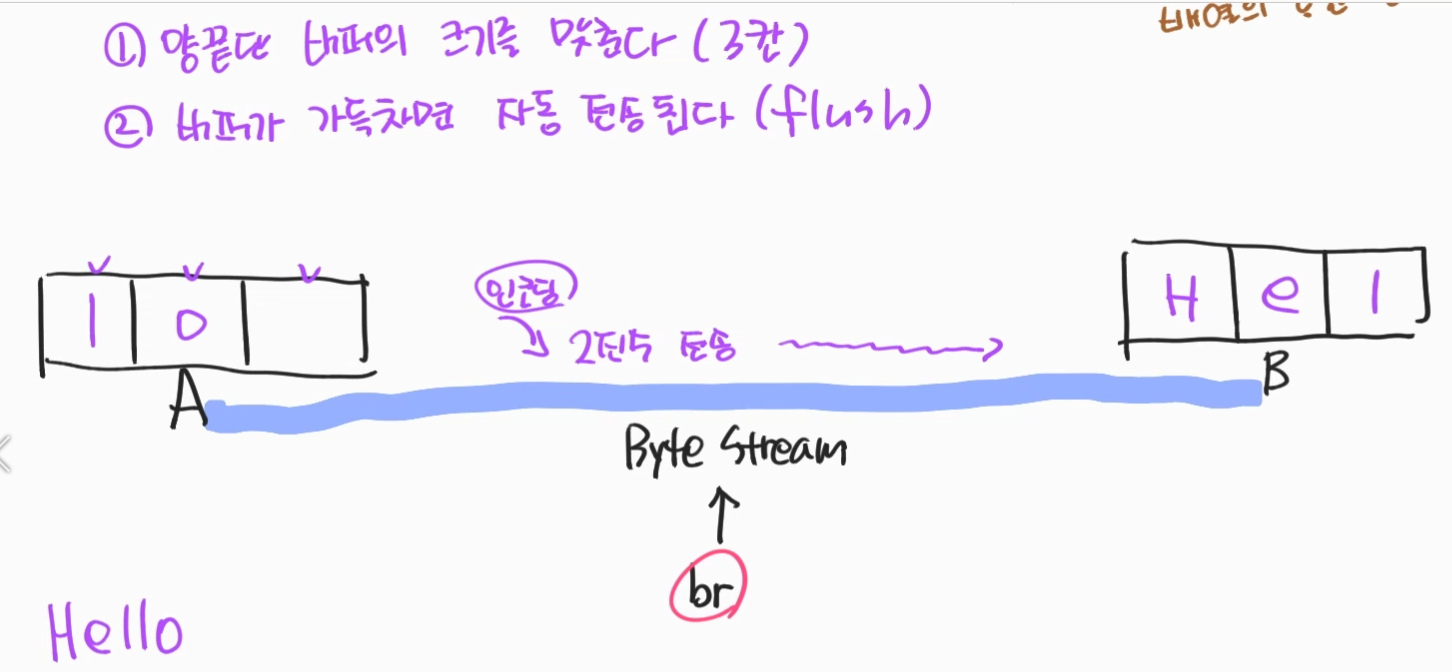 ① 양끝단 버퍼의 크기를 맞춘다 (3칸)
② 버퍼가 가득차면 자동 전송된다 (flush)
배열의
l o
H e l
인코딩
2진수 전송
A
B
Byte Stream
br
Hello